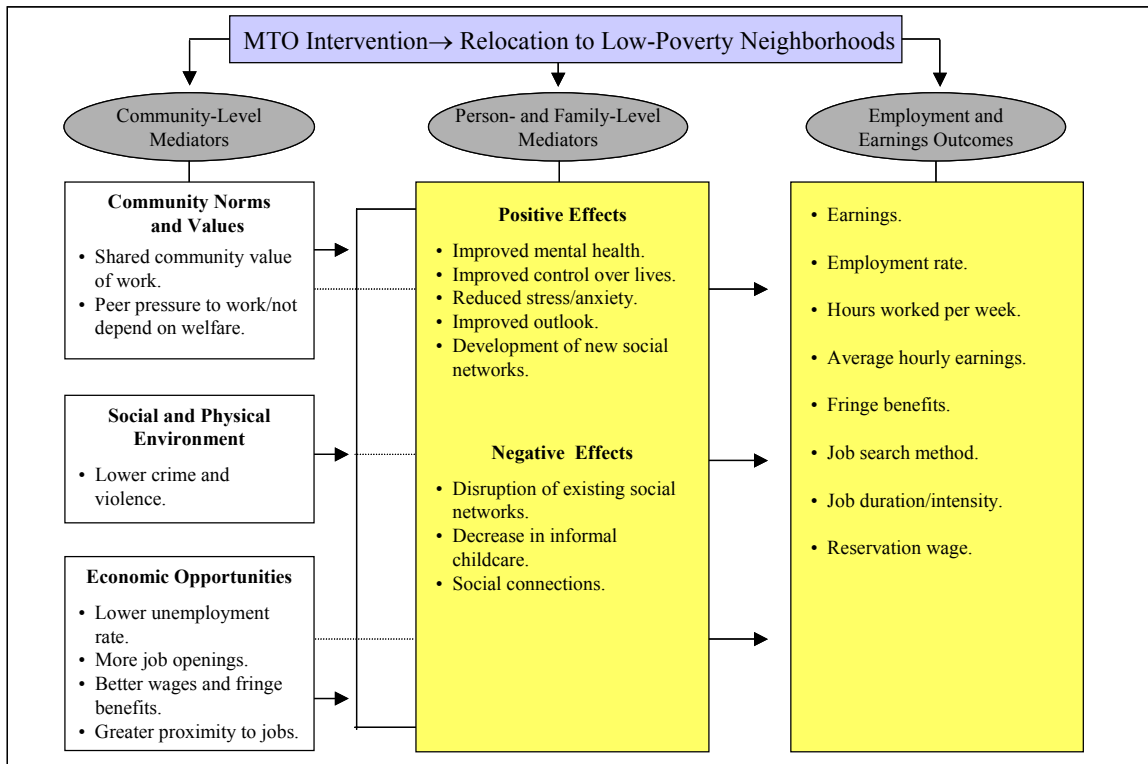 MTO Intervention→ Relocation to Low-Poverty Neighborhoods
Community-Level
Mediators
Person- and Family-Level
Mediators
Employment and
Earnings Outcomes
Community Norms
and Values
• Shared community value
of work.
• Peer pressure to work/not
depend on welfare.
Social and Physical
Environment
• Lower crime and
violence.
Economic Opportunities
• Lower unemployment
rate.
• More job openings.
• Better wages and fringe
benefits.
• Greater proximity to jobs.
Positive Effects
• Improved mental health.
• Improved control over lives.
• Reduced stress/anxiety.
• Improved outlook.
• Development of new social
networks.
Negative Effects
• Disruption of existing social
networks.
• Decrease in informal
childcare.
• Social connections.
• Earnings.
• Employment rate.
• Hours worked per week.
• Average hourly earnings.
• Fringe benefits.
• Job search method.
• Job duration/intensity.
• Reservation wage.